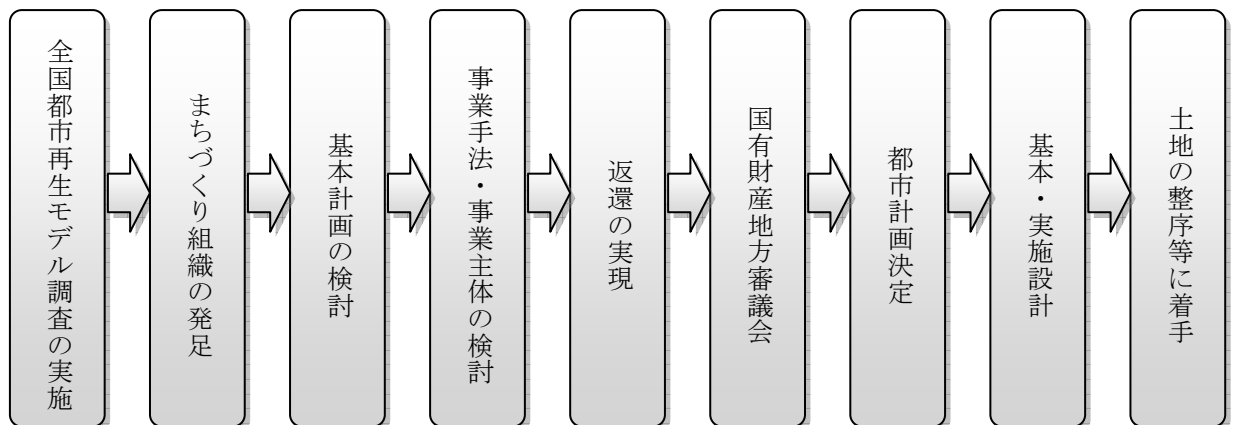 全国都市再生モデル調査の実施
まちづくり組織の発足
基本計画の検討
事業手法・事業主体の検討
返還の実現
国有財産地方審議会
都市計画決定
基本・実施設計
土地の整序等に着手